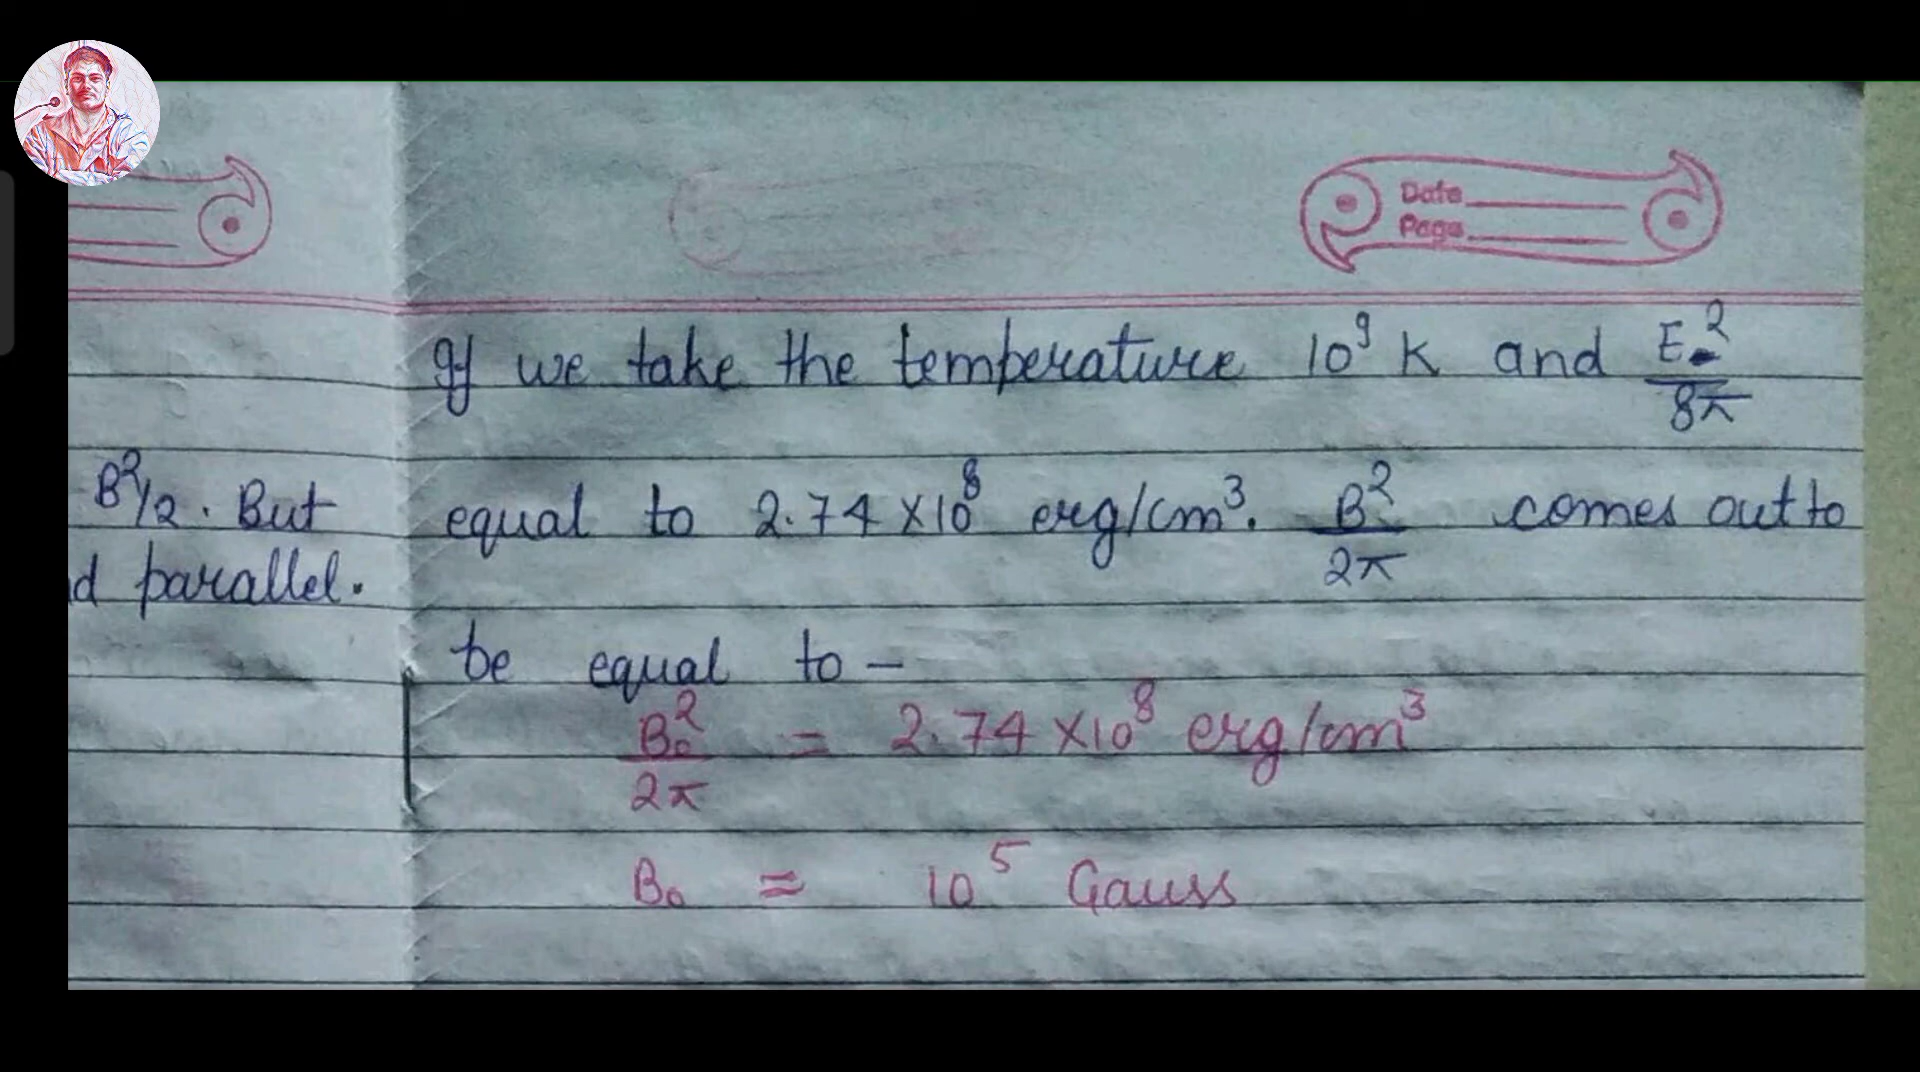 Date
Page
If we take the temperature 10⁹ K and E₀²/8π
B²/2. But
d parallel.
equal to 2.74 × 10⁸ erg/cm³. B²/2π comes out to
be equal to –
B₀²/2π = 2.74 × 10⁸ erg/cm³
B₀ = 10⁵ Gauss